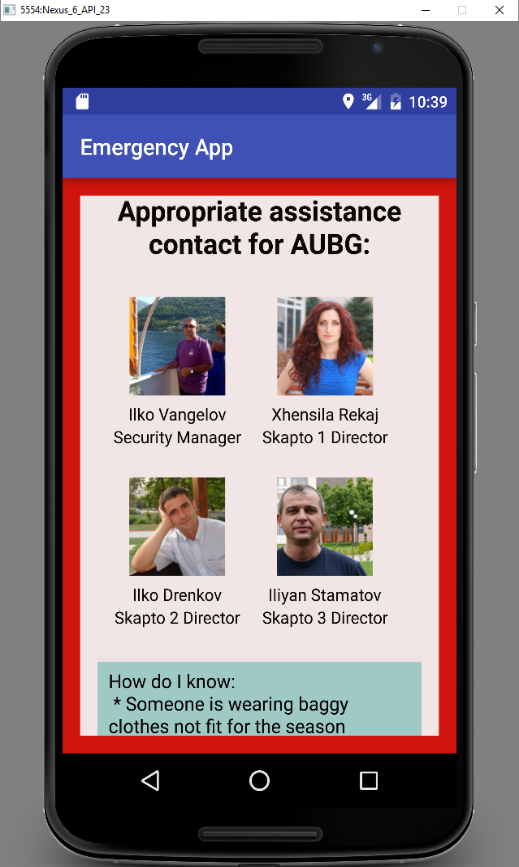 5554:Nexus_6_API_23
3G 10:39
Emergency App
Appropriate assistance
contact for AUBG:
Ilko Vangelov
Security Manager
Xhensila Rekaj
Skapto 1 Director
Ilko Drenkov
Skapto 2 Director
Iliyan Stamatov
Skapto 3 Director
How do I know:
* Someone is wearing baggy
clothes not fit for the season